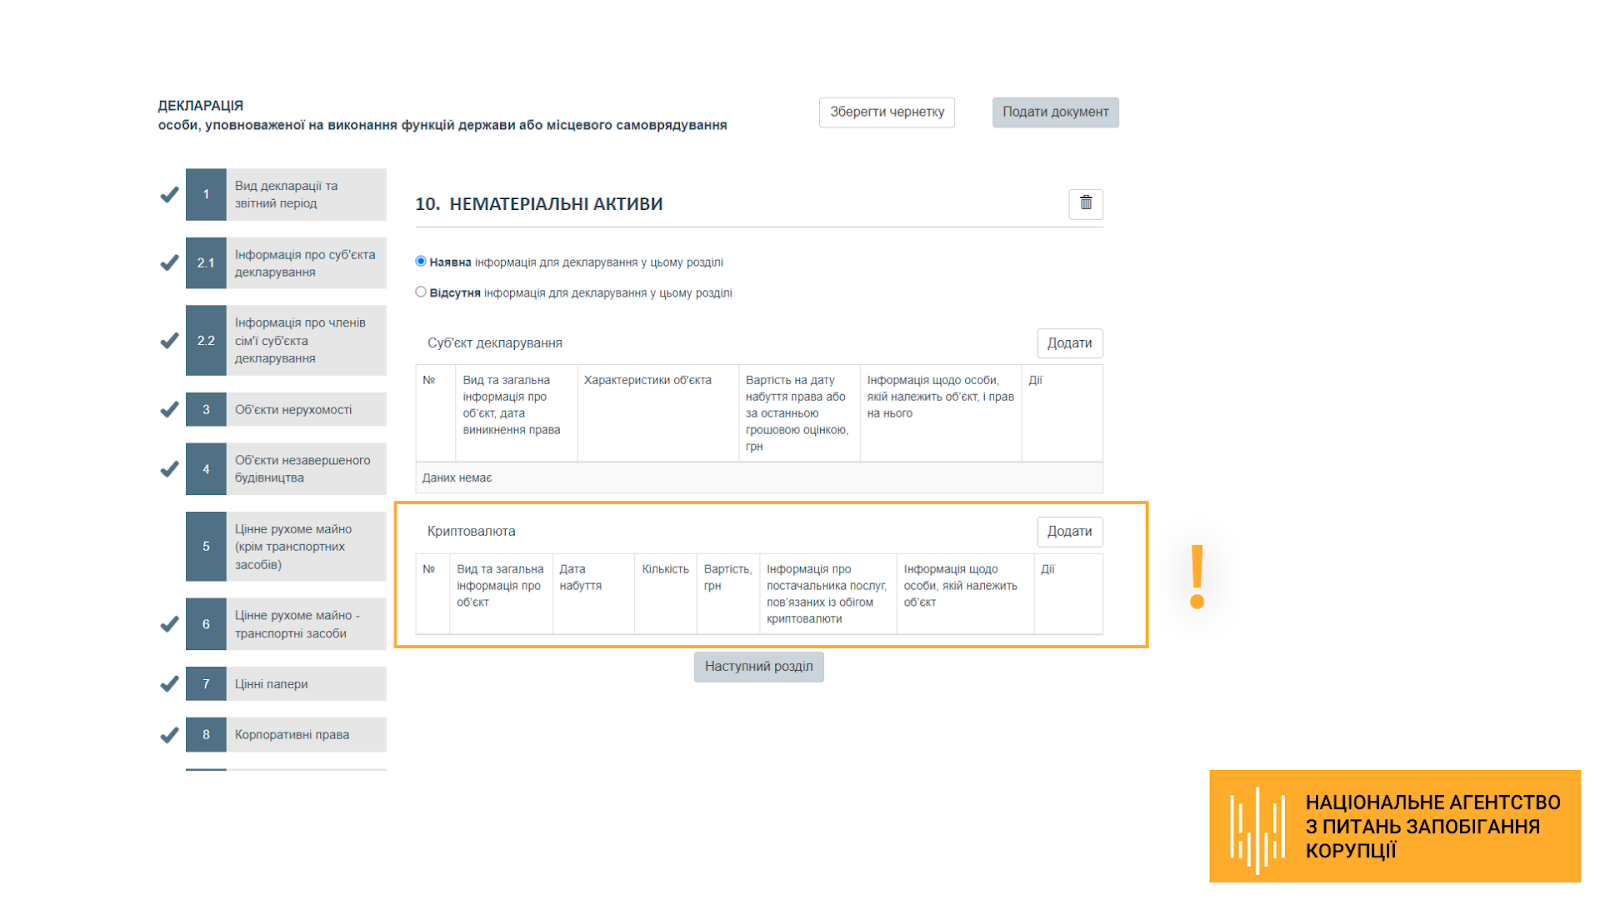 ДЕКЛАРАЦІЯ
особи, уповноваженої на виконання функцій держави або місцевого самоврядування
Зберегти чернетку
Подати документ
1
Вид декларації та
звітний період
2.1
Інформація про суб'єкта
декларування
2.2
Інформація про членів
сім'ї суб'єкта
декларування
3
Об'єкти нерухомості
4
Об'єкти незавершеного
будівництва
5
Цінне рухоме майно
(крім транспортних
засобів)
6
Цінне рухоме майно -
транспортні засоби
7
Цінні папери
8
Корпоративні права
10. НЕМАТЕРІАЛЬНІ АКТИВИ
Наявна інформація для декларування у цьому розділі
Відсутня інформація для декларування у цьому розділі
Суб'єкт декларування
Додати
№
Вид та загальна
інформація про
об'єкт, дата
виникнення права
Характеристики об'єкта
Вартість на дату
набуття права або
за останньою
грошовою оцінкою,
грн
Інформація щодо особи,
якій належить об'єкт, і прав
на нього
Дії
Даних немає
Криптовалюта
Додати
№
Вид та загальна
інформація про
об'єкт
Дата
набуття
Кількість
Вартість,
грн
Інформація про
постачальника послуг,
пов'язаних із обігом
криптовалюти
Інформація щодо
особи, якій належить
об'єкт
Дії
Наступний розділ
!
НАЦІОНАЛЬНЕ АГЕНТСТВО
З ПИТАНЬ ЗАПОБІГАННЯ
КОРУПЦІЇ